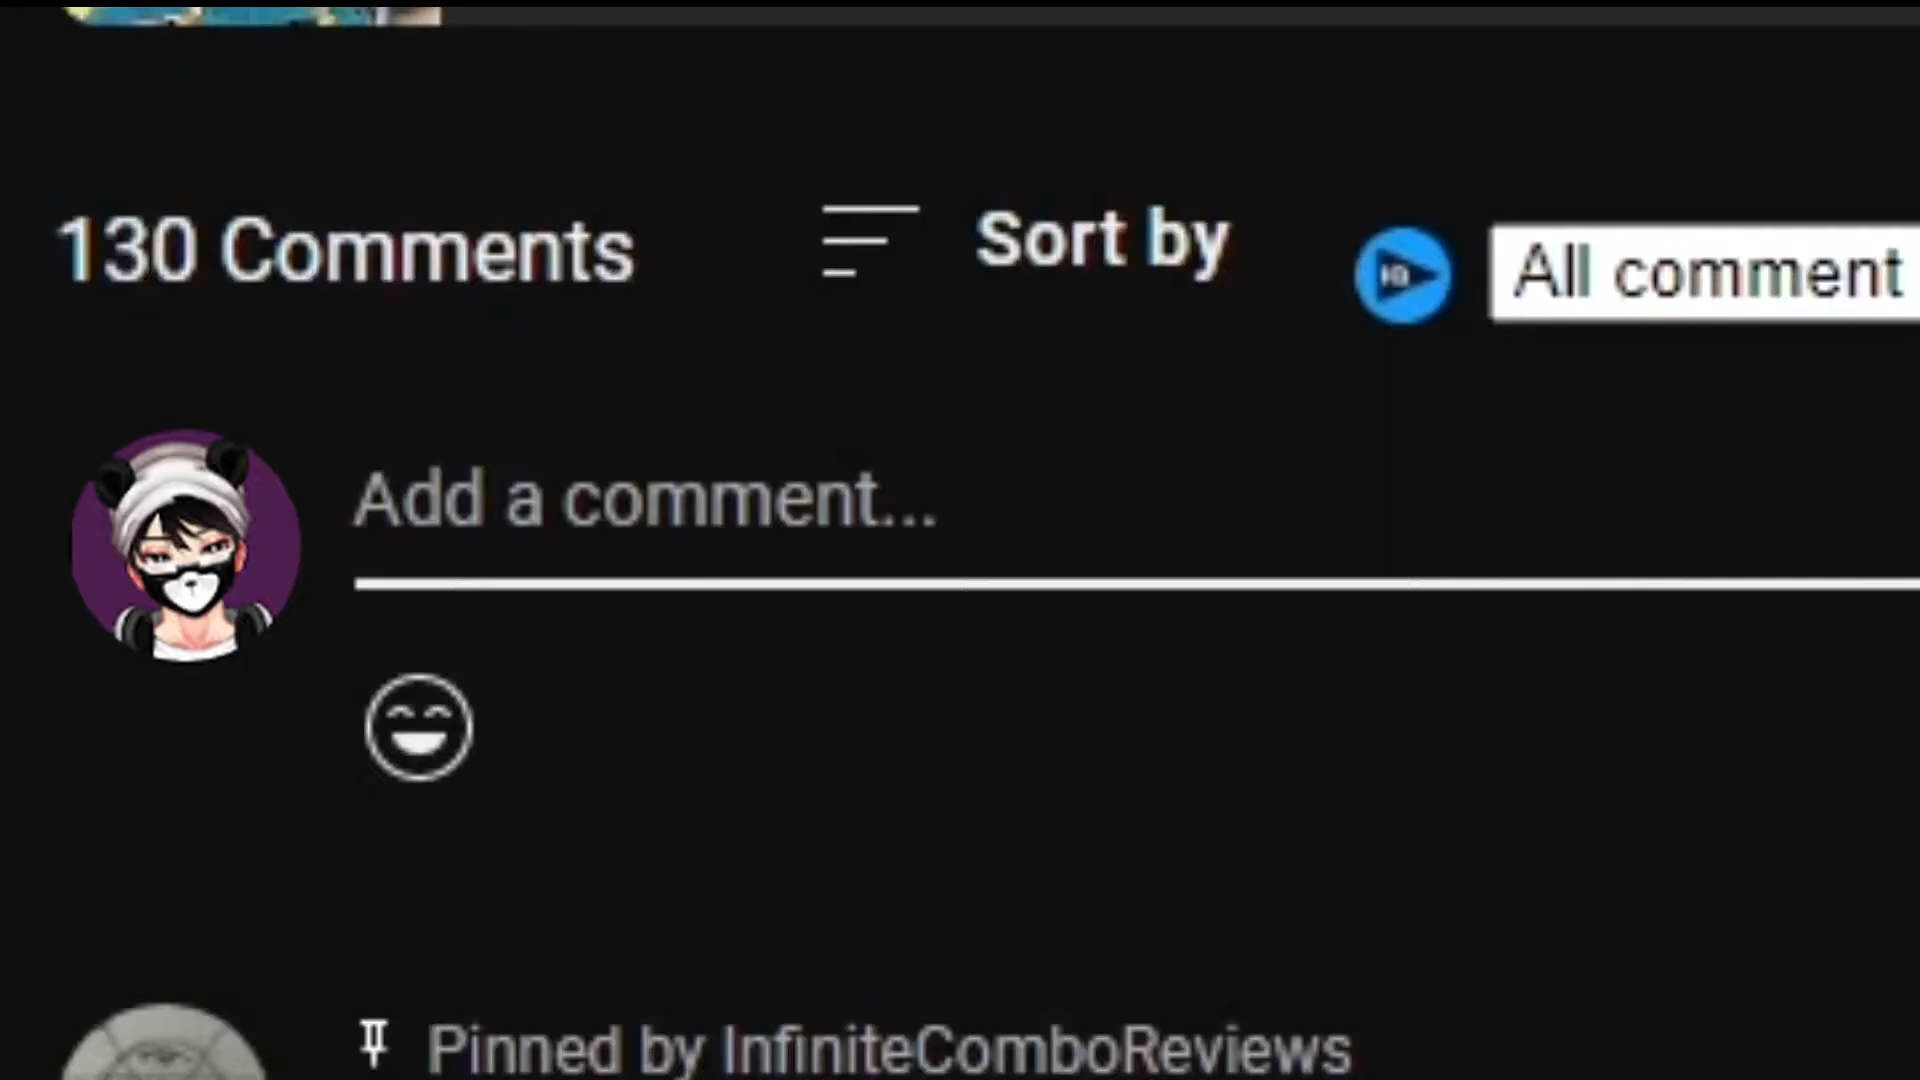 130 Comments
Sort by
All comment
Add a comment...
Pinned by InfiniteComboReviews